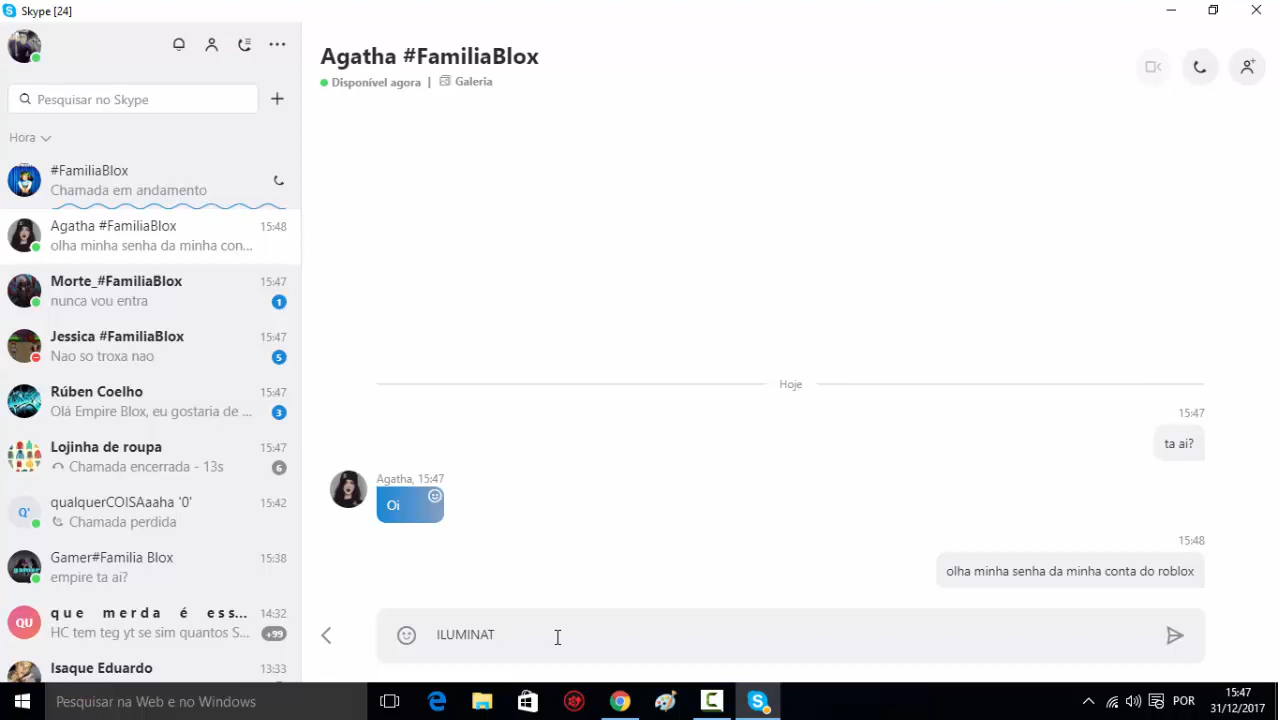 Skype [24]
Pesquisar no Skype
Hora
#FamiliaBlox
Chamada em andamento
Agatha #FamiliaBlox 15:48
olha minha senha da minha con...
Morte_#FamiliaBlox 15:47
nunca vou entra 1
Jessica #FamiliaBlox 15:47
Nao so troxa nao 5
Rúben Coelho 15:47
Olá Empire Blox, eu gostaria de ... 3
Lojinha de roupa 15:47
Chamada encerrada - 13s 6
Q'
qualquerCOISAaaha '0' 15:42
Chamada perdida
Gamer#Familia Blox 15:38
empire ta ai?
QU
q u e m e r d a é e s s... 14:32
HC tem teg yt se sim quantos S... +99
Isaque Eduardo 13:33
Agatha #FamiliaBlox
Disponível agora | Galeria
Hoje
15:47
ta ai?
Agatha, 15:47
Oi
15:48
olha minha senha da minha conta do roblox
ILUMINAT
Pesquisar na Web e no Windows
POR
15:47
31/12/2017